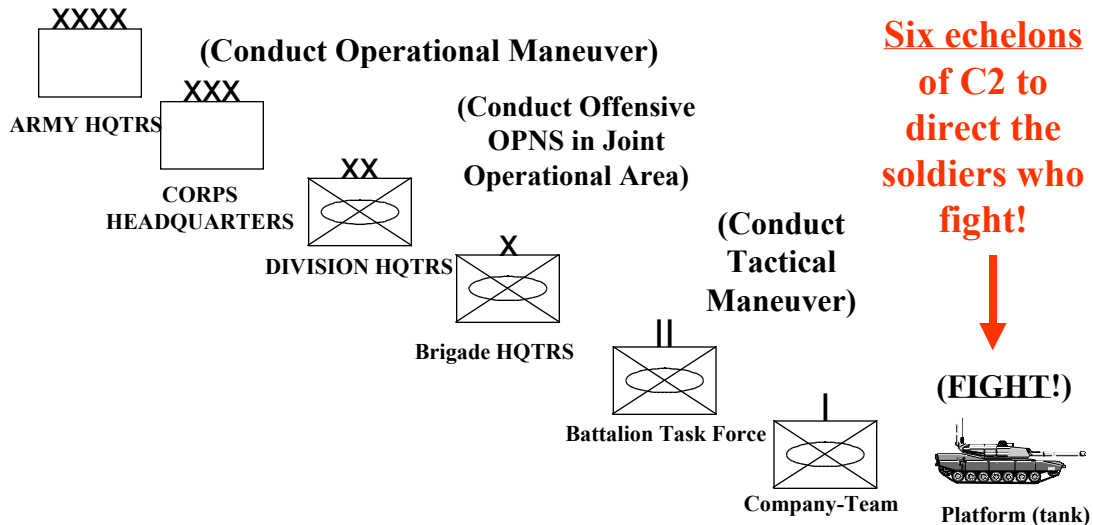 XXXX
ARMY HQTRS
(Conduct Operational Maneuver)
XXX
CORPS
HEADQUARTERS
(Conduct Offensive
OPNS in Joint
Operational Area)
XX
DIVISION HQTRS
X
Brigade HQTRS
(Conduct
Tactical
Maneuver)
II
Battalion Task Force
I
Company-Team
Six echelons
of C2 to
direct the
soldiers who
fight!
(FIGHT!)
Platform (tank)